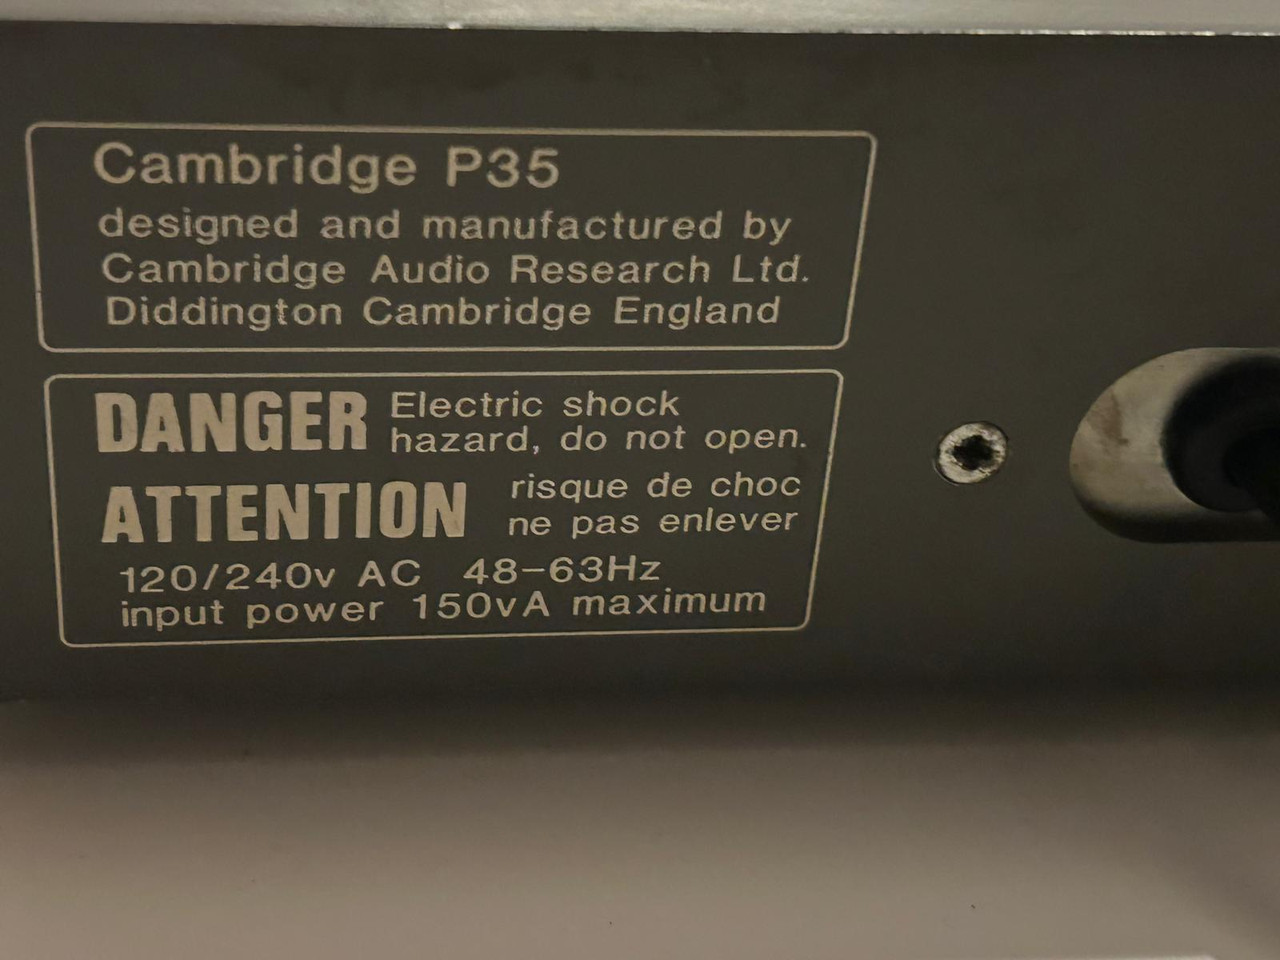 Cambridge P35
designed and manufactured by
Cambridge Audio Research Ltd.
Diddington Cambridge England
DANGER Electric shock
hazard, do not open.
ATTENTION risque de choc
ne pas enlever
120/240v AC 48-63Hz
input power 150vA maximum